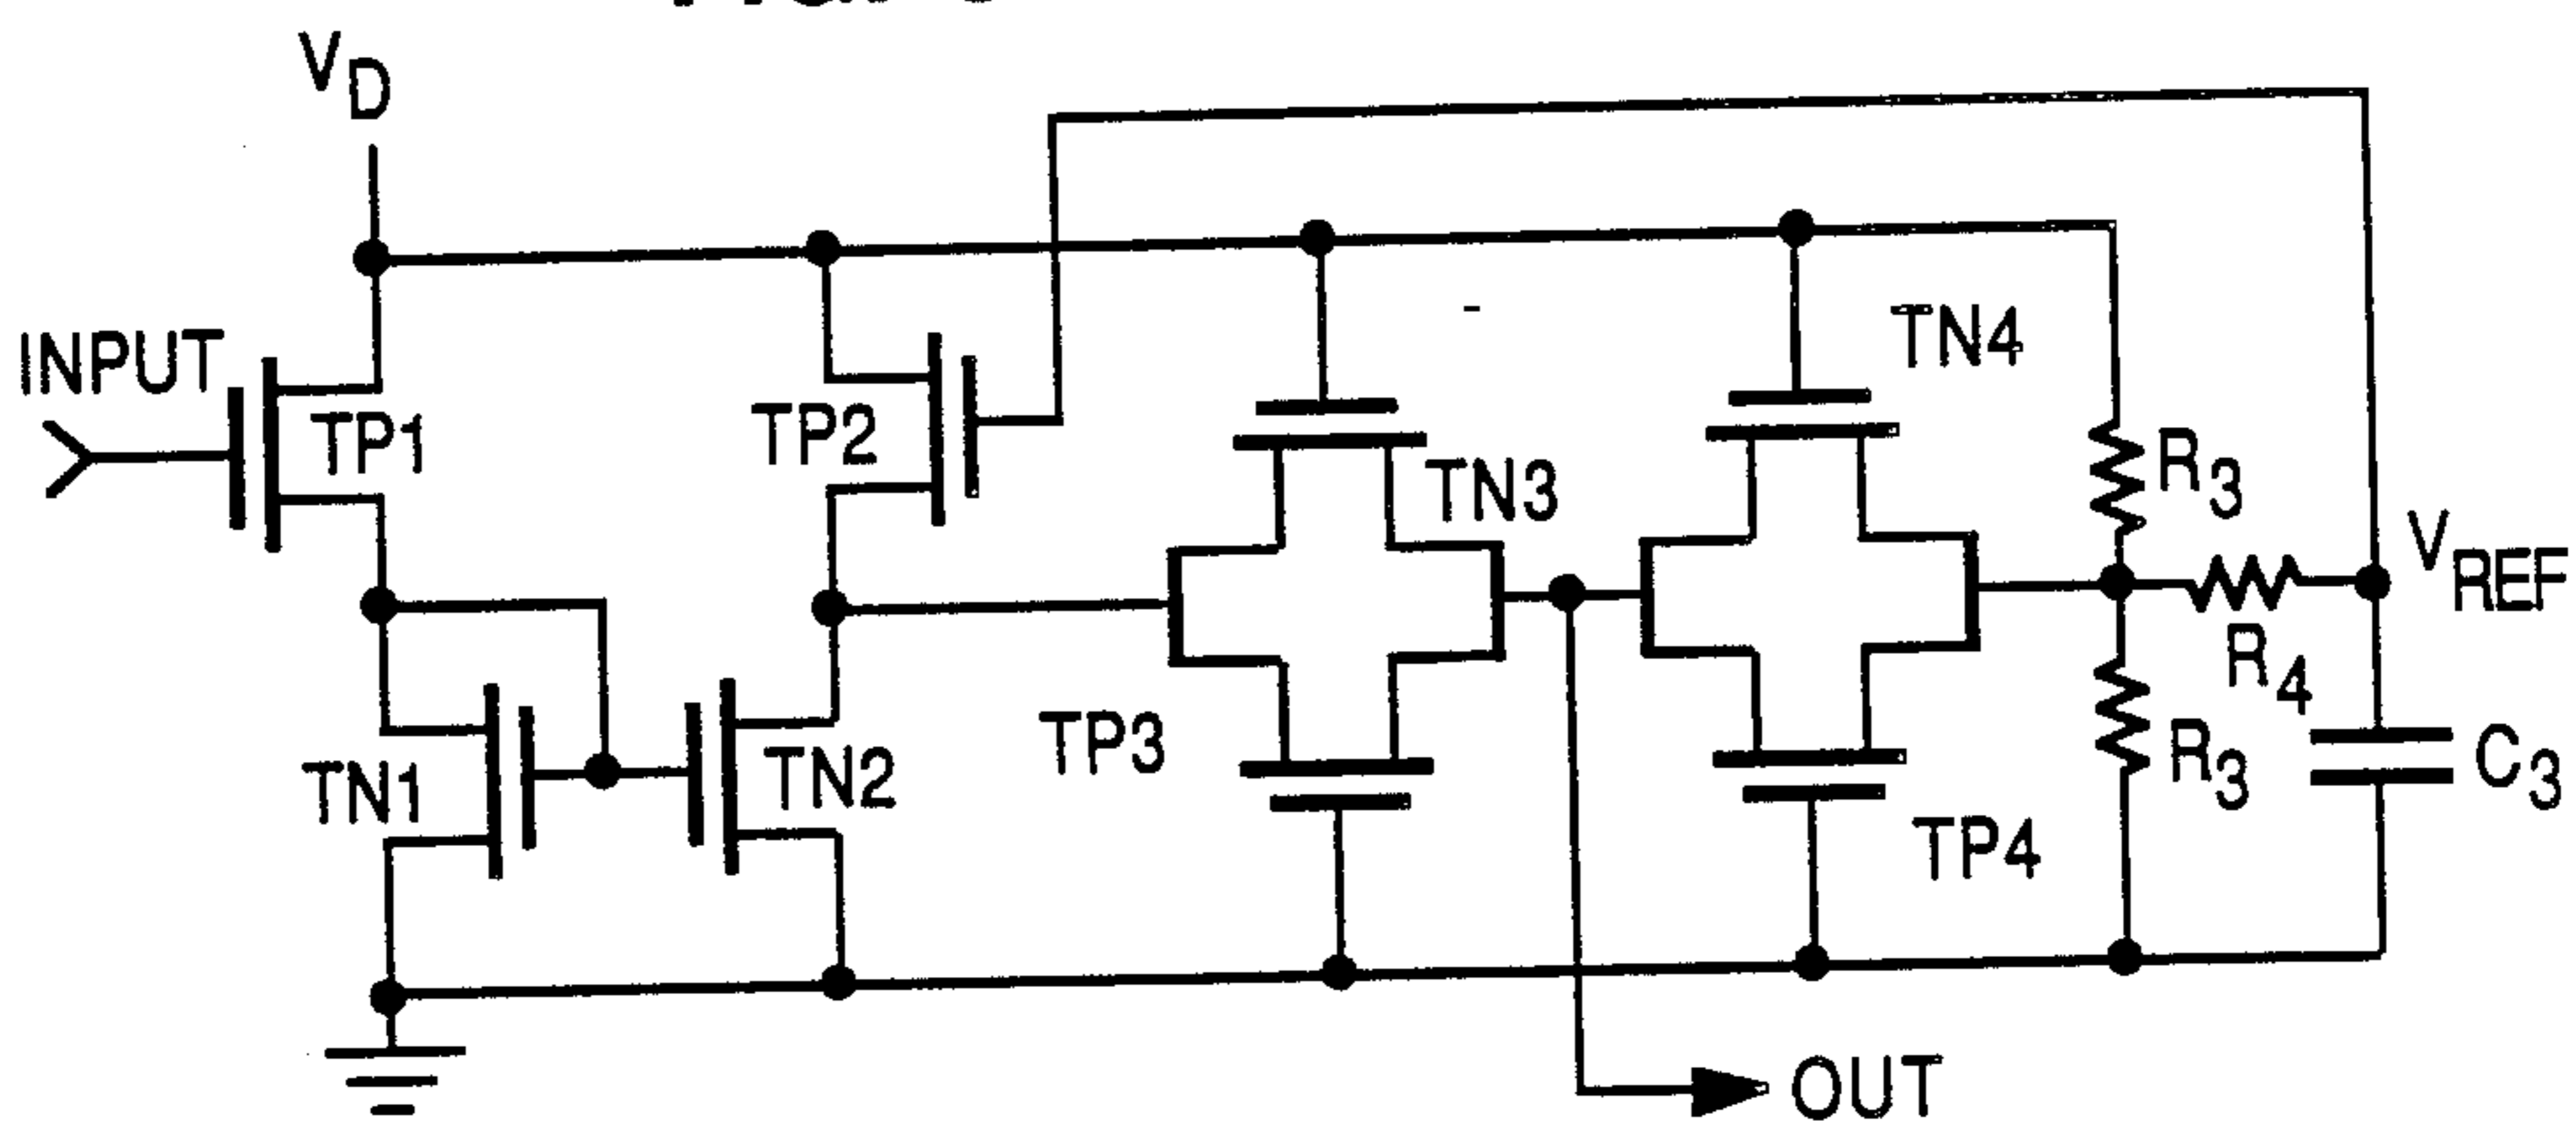 VD
INPUT
TP1
TP2
TN4
TN3
R3
VREF
R4
TN1
TN2
TP3
R3
C3
TP4
OUT